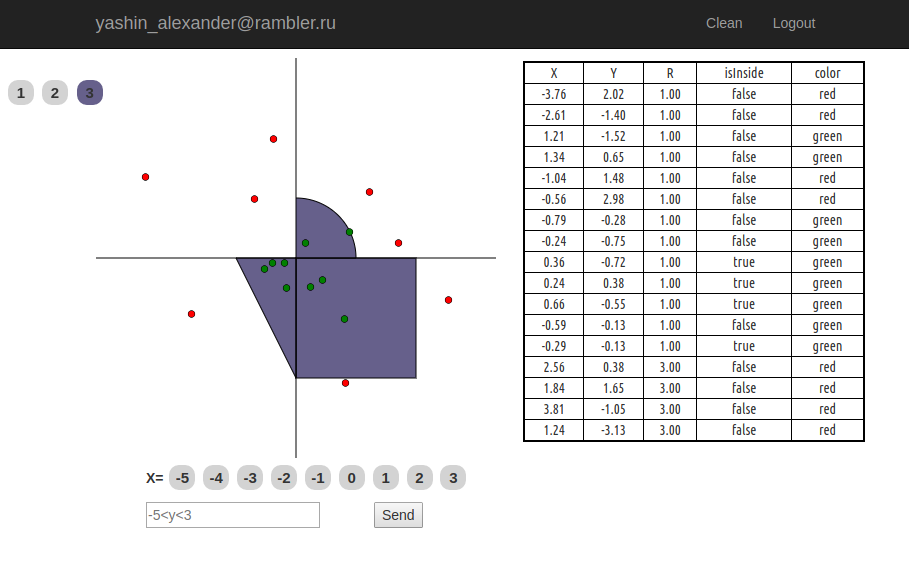 yashin_alexander@rambler.ru Clean Logout
1 2 3
X Y R isInside color
-3.76 2.02 1.00 false red
-2.61 -1.40 1.00 false red
1.21 -1.52 1.00 false green
1.34 0.65 1.00 false green
-1.04 1.48 1.00 false red
-0.56 2.98 1.00 false red
-0.79 -0.28 1.00 false green
-0.24 -0.75 1.00 false green
0.36 -0.72 1.00 true green
0.24 0.38 1.00 true green
0.66 -0.55 1.00 true green
-0.59 -0.13 1.00 false green
-0.29 -0.13 1.00 true green
2.56 0.38 3.00 false red
1.84 1.65 3.00 false red
3.81 -1.05 3.00 false red
1.24 -3.13 3.00 false red
X= -5 -4 -3 -2 -1 0 1 2 3
-5<y<3 Send